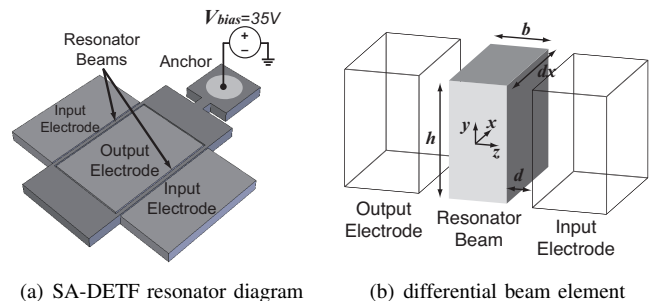 V_bias=35V
+
−
Resonator
Beams
Anchor
Input
Electrode
Output
Electrode
Input
Electrode
(a) SA-DETF resonator diagram
b
dx
h
y
x
z
d
Output
Electrode
Resonator
Beam
Input
Electrode
(b) differential beam element